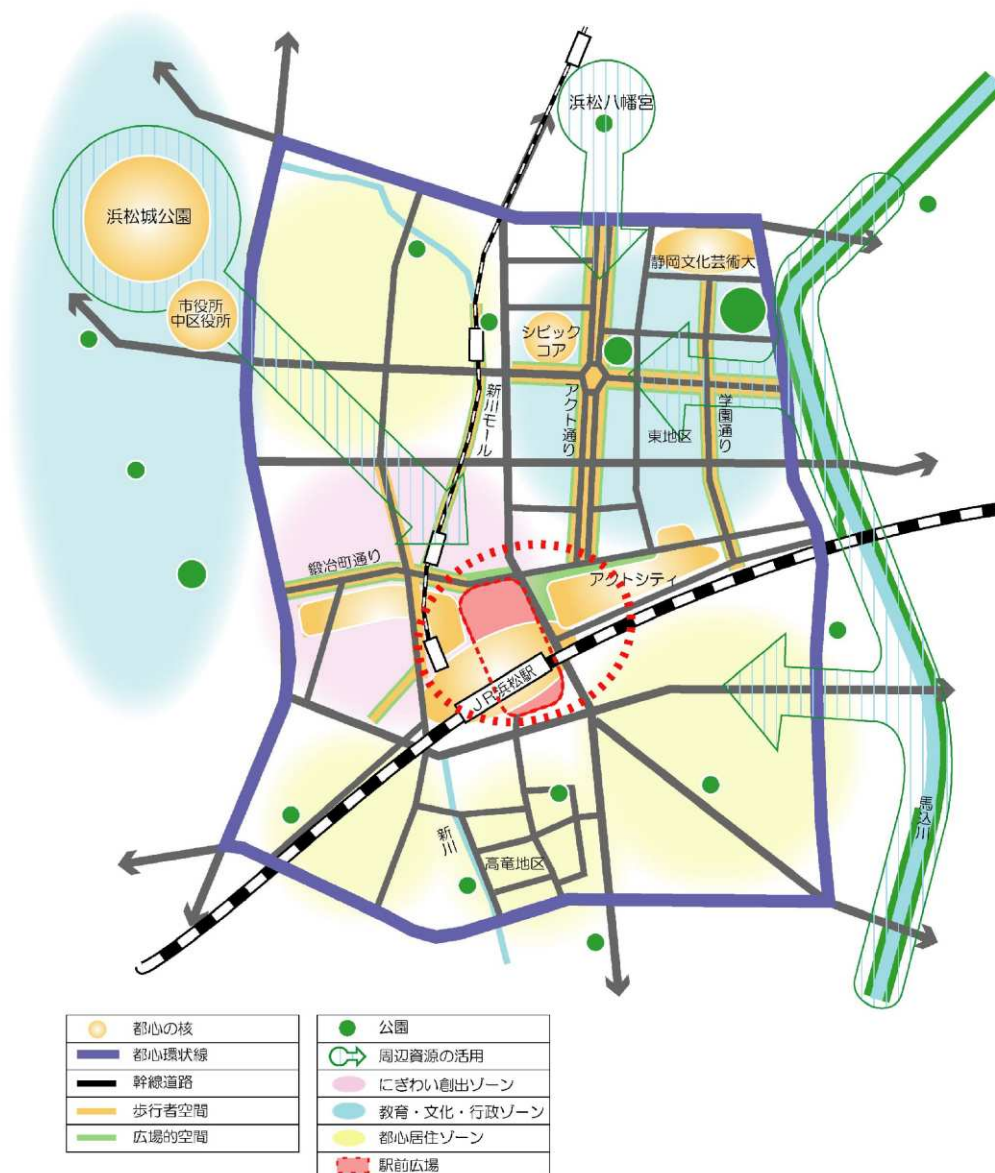 浜松八幡宮
浜松城公園
静岡文化芸術大
市役所
中区役所
シビック
コア
新川モール
アクト通り
学園通り
東地区
鍛冶町通り
アクトシティ
JR浜松駅
馬込川
新川
高竜地区
都心の核
都心環状線
幹線道路
歩行者空間
広場的空間
公園
周辺資源の活用
にぎわい創出ゾーン
教育・文化・行政ゾーン
都心居住ゾーン
駅前広場